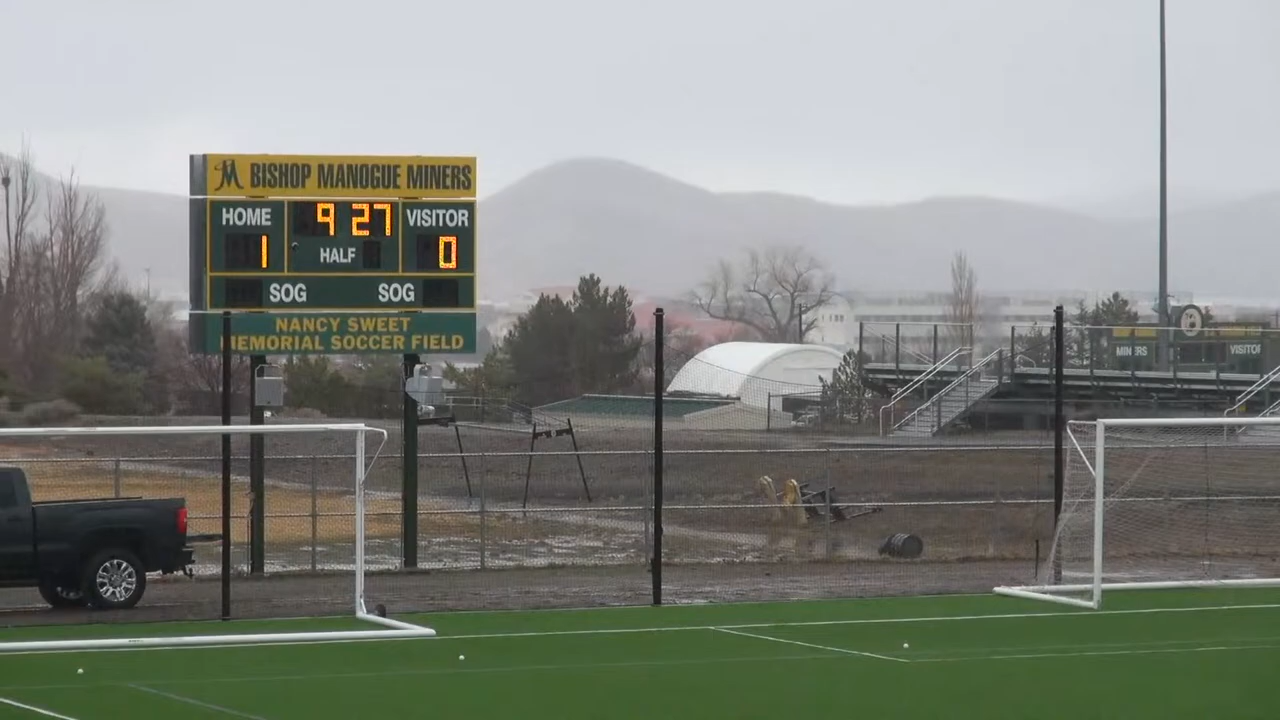 BISHOP MANOGUE MINERS
HOME 9 27 VISITOR
1 HALF 0
SOG SOG
NANCY SWEET
MEMORIAL SOCCER FIELD
MINERS VISITOR